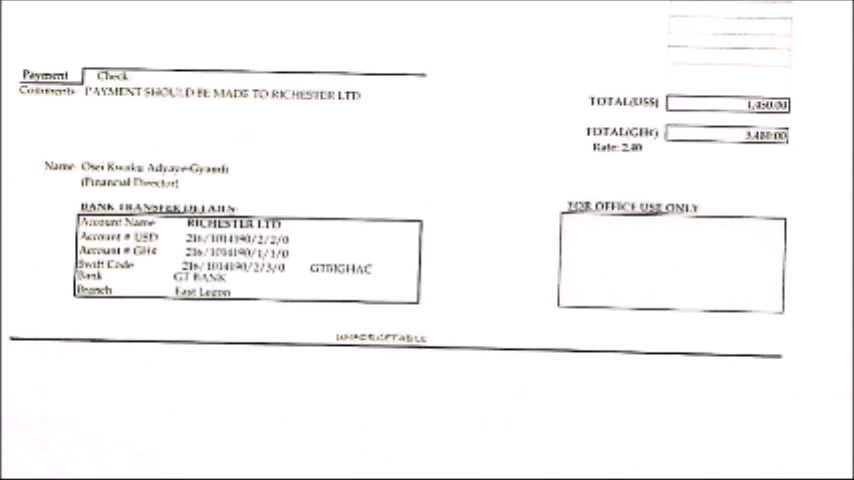 Payment Check
Comments PAYMENT SHOULD BE MADE TO RICHESTER LTD
TOTAL(US$) 1,450.00
TOTAL(GH¢) 3,480.00
Rate: 2.40
Name Osei Kwaku Adyaye-Gyamfi
(Financial Director)
BANK TRANSFER DETAILS
Account Name RICHESTER LTD
Account # USD 216/1014190/2/2/0
Account # GH¢ 216/1014190/1/1/0
Swift Code 216/1014190/2/3/0 GTBIGHAC
Bank GT BANK
Branch East Legon
FOR OFFICE USE ONLY
UNFORGETABLE